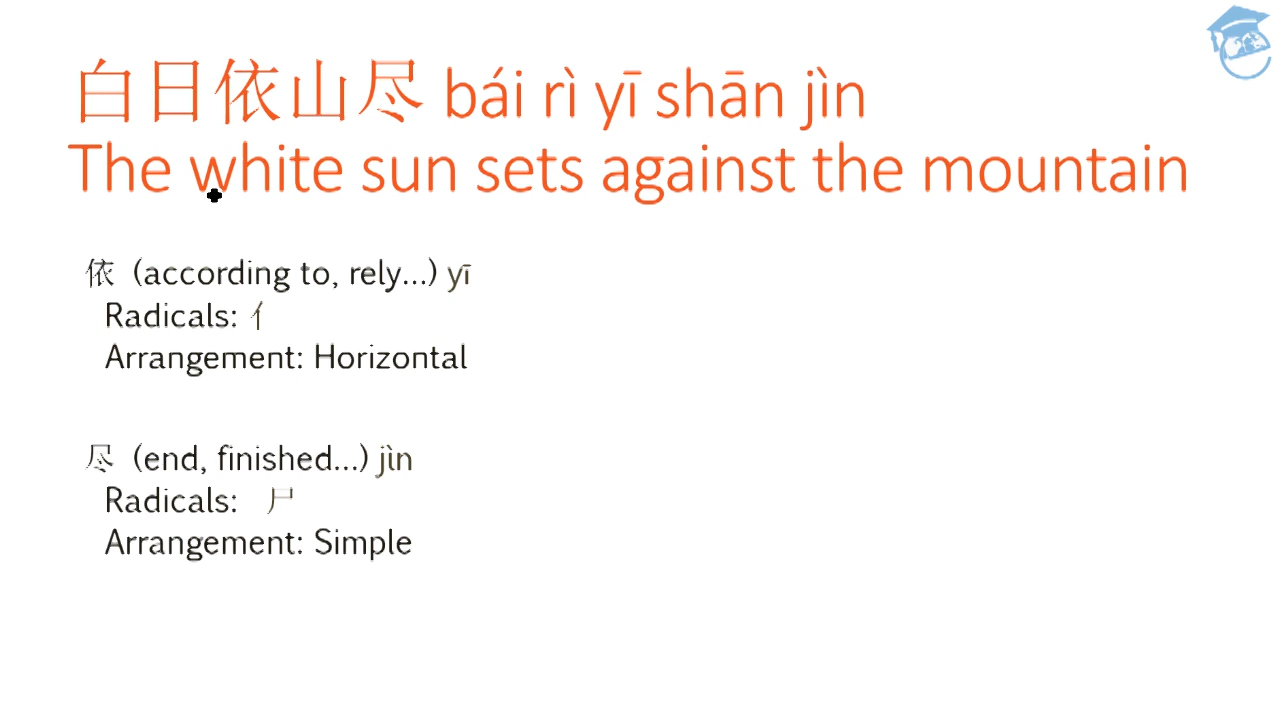 白日依山尽 bái rì yī shān jìn
The white sun sets against the mountain
依 (according to, rely...) yī
Radicals: 亻
Arrangement: Horizontal
尽 (end, finished...) jìn
Radicals: 尸
Arrangement: Simple